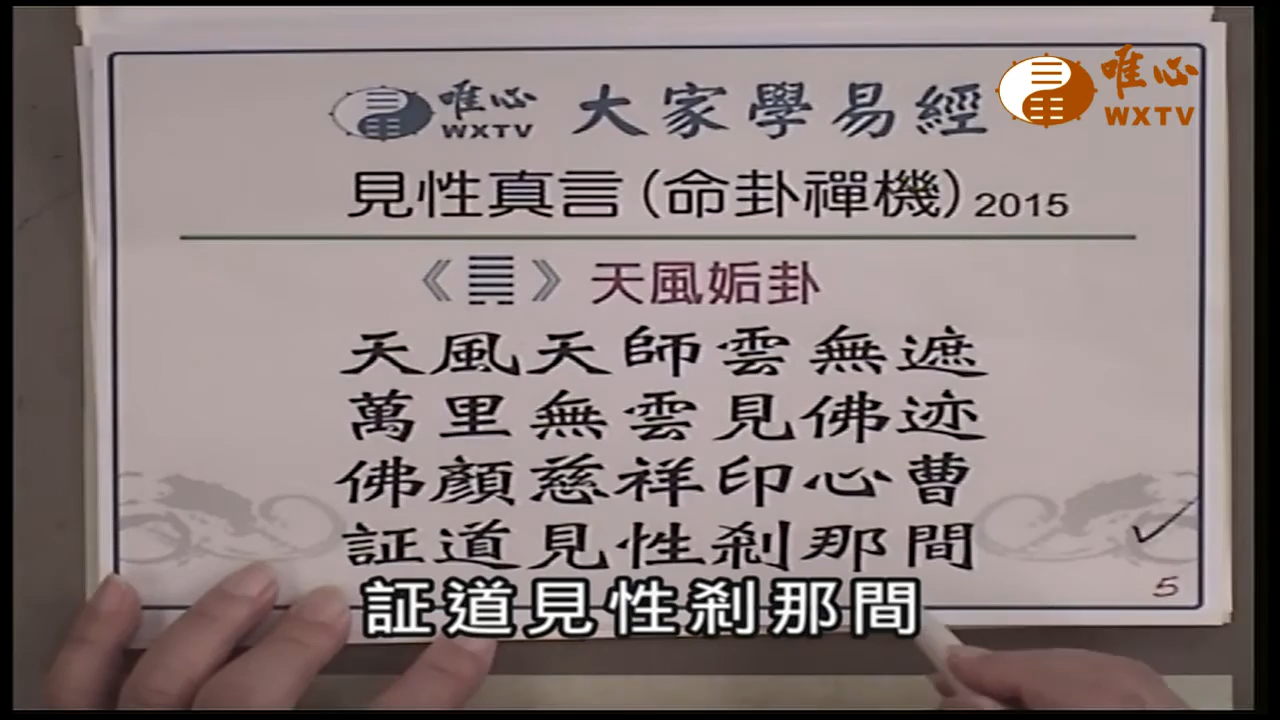 唯心 WXTV 大家學易經
唯心
WXTV
見性真言(命卦禪機)2015
《䷫》天風姤卦
天風天師雲無遮
萬里無雲見佛迹
佛顏慈祥印心曹
証道見性剎那間
5
証道見性剎那間